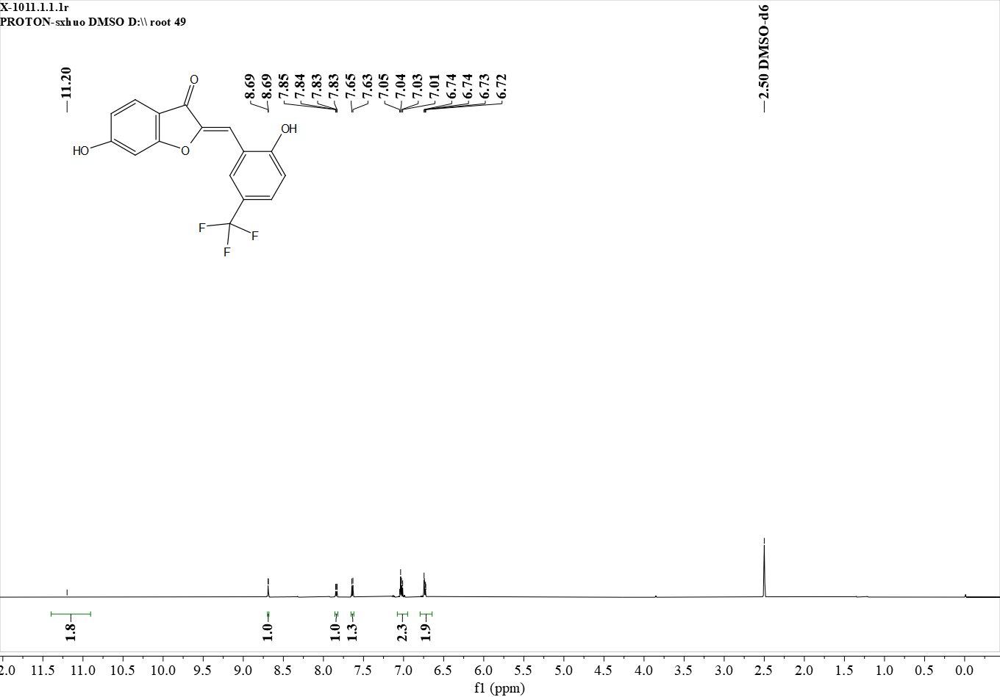 X-1011.1.1.1r
PROTON-sxhuo DMSO D:\\ root 49
11.20
8.69
8.69
7.85
7.84
7.83
7.83
7.65
7.63
7.05
7.04
7.03
7.01
6.74
6.74
6.73
6.72
2.50 DMSO-d6
O
OH
HO
O
F
F
F
1.8
1.0
1.0
1.3
2.3
1.9
2.0 11.5 11.0 10.5 10.0 9.5 9.0 8.5 8.0 7.5 7.0 6.5 6.0 5.5 5.0 4.5 4.0 3.5 3.0 2.5 2.0 1.5 1.0 0.5 0.0
f1 (ppm)